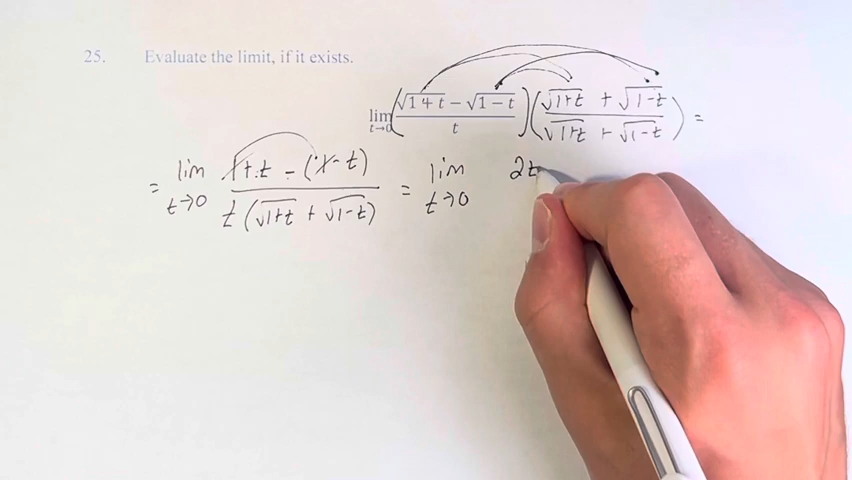 25. Evaluate the limit, if it exists.
lim t→0 ( (√1+t − √1−t) / t ) ( (√1+t + √1−t) / (√1+t + √1−t) ) =
= lim t→0 (1+t − (1−t)) / (t(√1+t + √1−t)) = lim t→0 2t